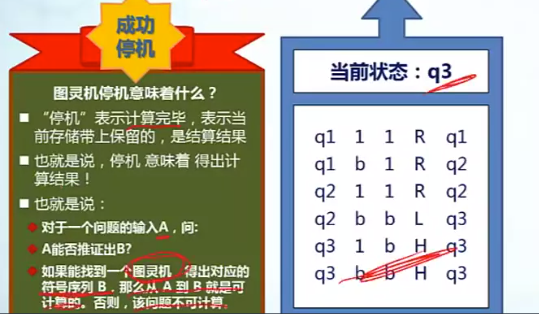 成功
停机
图灵机停机意味着什么？
“停机”表示计算完毕，表示当
前存储带上保留的，是结算结果
也就是说，停机 意味着 得出计
算结果！
也就是说：
对于一个问题的输入A，问：
A能否推证出B?
如果能找到一个图灵机，得出对应的
符号序列 B，那么从 A 到 B 就是可
计算的。否则，该问题不可计算
当前状态：q3
q1 1 1 R q1
q1 b 1 R q2
q2 1 1 R q2
q2 b b L q3
q3 1 b H q3
q3 b b H q3